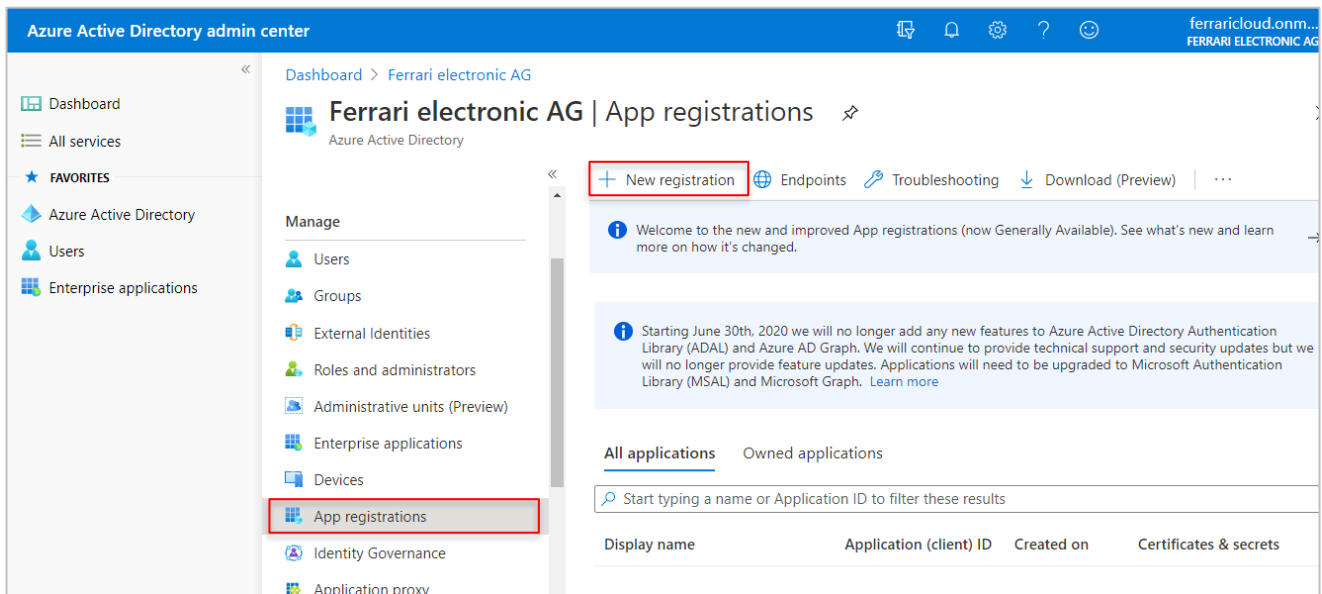 Azure Active Directory admin center
ferraricloud.onm...
FERRARI ELECTRONIC AG
Dashboard
All services
FAVORITES
Azure Active Directory
Users
Enterprise applications
Dashboard > Ferrari electronic AG
Ferrari electronic AG | App registrations
Azure Active Directory
Manage
Users
Groups
External Identities
Roles and administrators
Administrative units (Preview)
Enterprise applications
Devices
App registrations
Identity Governance
Application proxy
New registration
Endpoints
Troubleshooting
Download (Preview)
Welcome to the new and improved App registrations (now Generally Available). See what's new and learn
more on how it's changed.
Starting June 30th, 2020 we will no longer add any new features to Azure Active Directory Authentication
Library (ADAL) and Azure AD Graph. We will continue to provide technical support and security updates but we
will no longer provide feature updates. Applications will need to be upgraded to Microsoft Authentication
Library (MSAL) and Microsoft Graph. Learn more
All applications
Owned applications
Start typing a name or Application ID to filter these results
Display name
Application (client) ID
Created on
Certificates & secrets